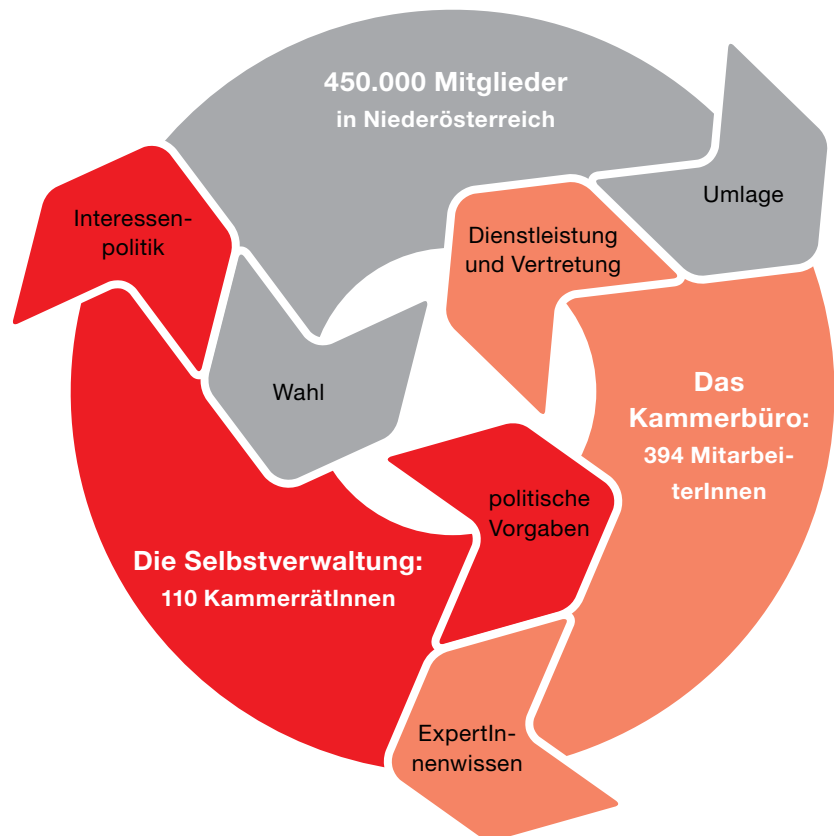 450.000 Mitglieder
in Niederösterreich
Umlage
Interessen-
politik
Dienstleistung
und Vertretung
Wahl
Das
Kammerbüro:
394 Mitarbei-
terInnen
politische
Vorgaben
Die Selbstverwaltung:
110 KammerrätInnen
ExpertIn-
nenwissen